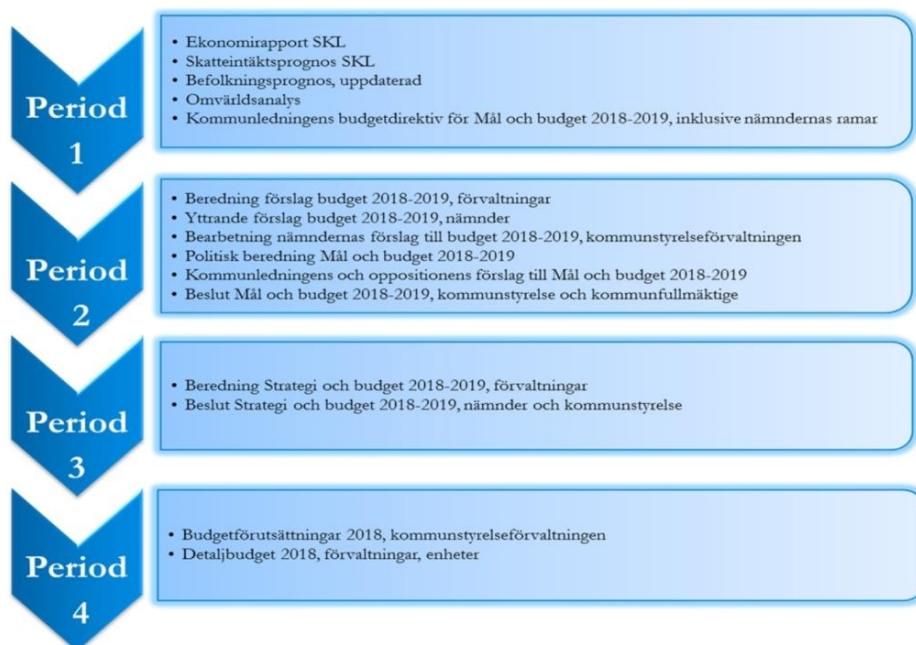 Period
1
• Ekonomirapport SKL
• Skatteintäktsprognos SKL
• Befolkningsprognos, uppdaterad
• Omvärldsanalys
• Kommunledningens budgetdirektiv för Mål och budget 2018-2019, inklusive nämndernas ramar
Period
2
• Beredning förslag budget 2018-2019, förvaltningar
• Yttrande förslag budget 2018-2019, nämnder
• Bearbetning nämndernas förslag till budget 2018-2019, kommunstyrelseförvaltningen
• Politisk beredning Mål och budget 2018-2019
• Kommunledningens och oppositionens förslag till Mål och budget 2018-2019
• Beslut Mål och budget 2018-2019, kommunstyrelse och kommunfullmäktige
Period
3
• Beredning Strategi och budget 2018-2019, förvaltningar
• Beslut Strategi och budget 2018-2019, nämnder och kommunstyrelse
Period
4
• Budgetförutsättningar 2018, kommunstyrelseförvaltningen
• Detaljbudget 2018, förvaltningar, enheter